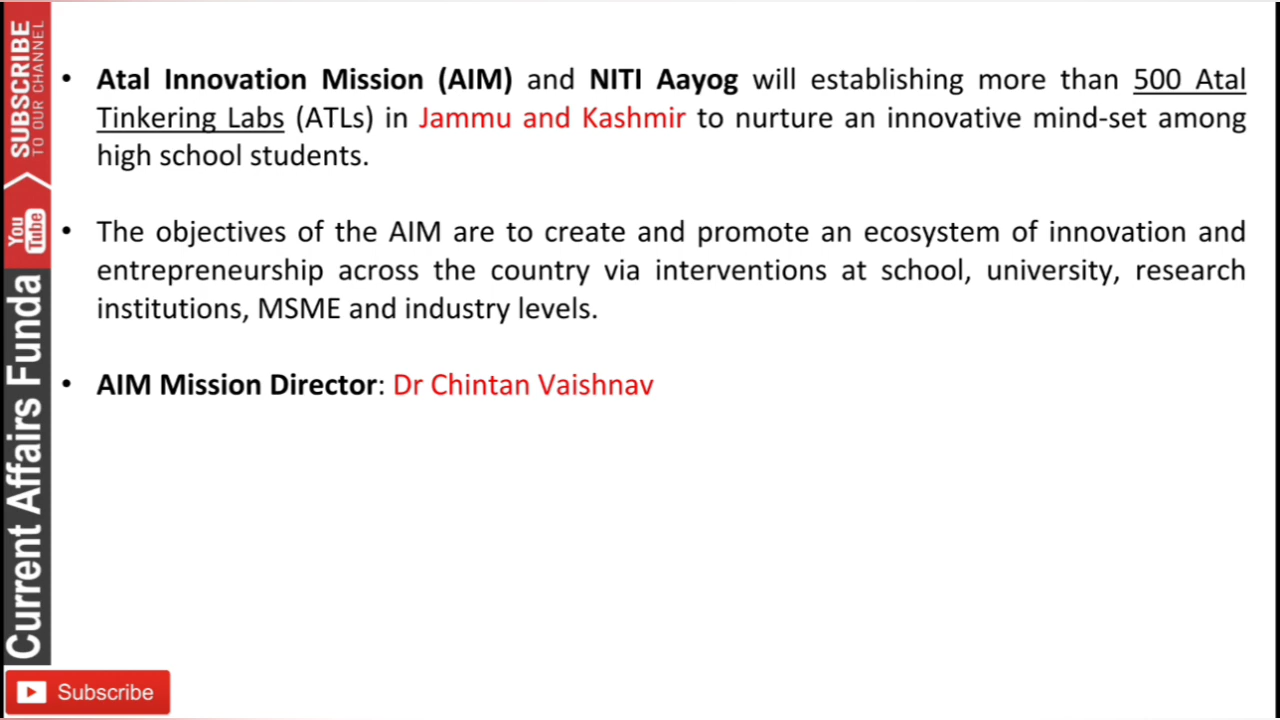 SUBSCRIBE
TO OUR CHANNEL
You
Tube
Current Affairs Funda
• Atal Innovation Mission (AIM) and NITI Aayog will establishing more than 500 Atal
Tinkering Labs (ATLs) in Jammu and Kashmir to nurture an innovative mind-set among
high school students.
• The objectives of the AIM are to create and promote an ecosystem of innovation and
entrepreneurship across the country via interventions at school, university, research
institutions, MSME and industry levels.
• AIM Mission Director: Dr Chintan Vaishnav
Subscribe